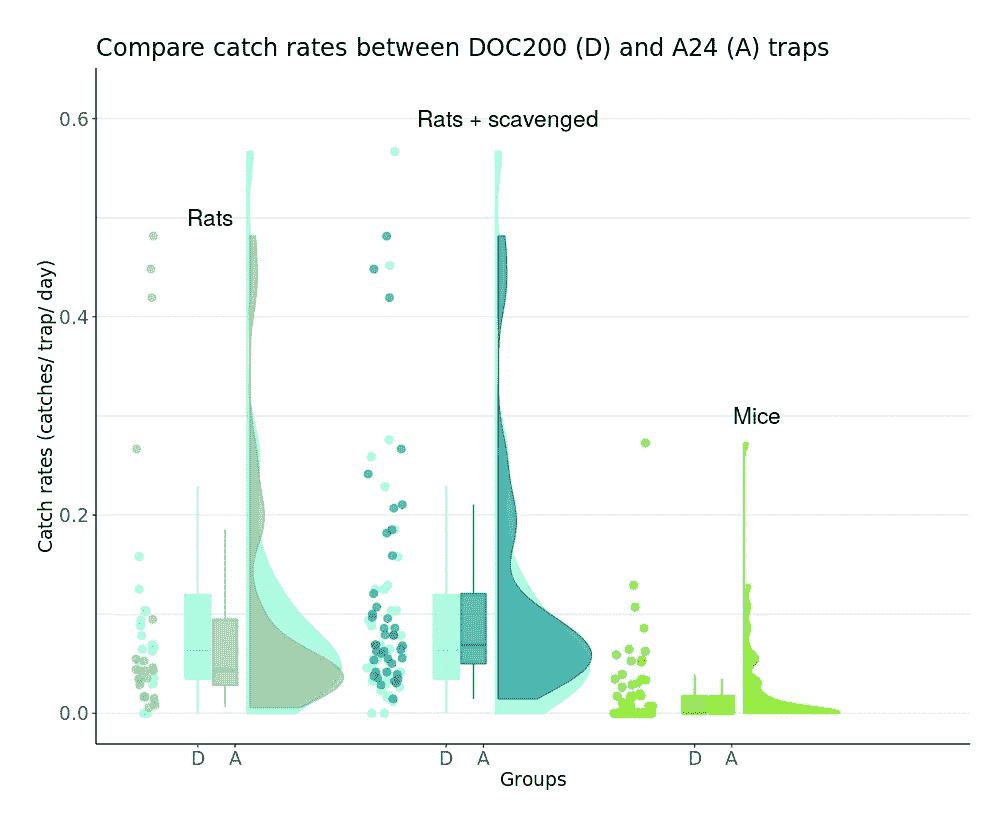 Compare catch rates between DOC200 (D) and A24 (A) traps
Rats + scavenged
Rats
Mice
Catch rates (catches/ trap/ day)
0.6
0.4
0.2
0.0
D A D A D A
Groups